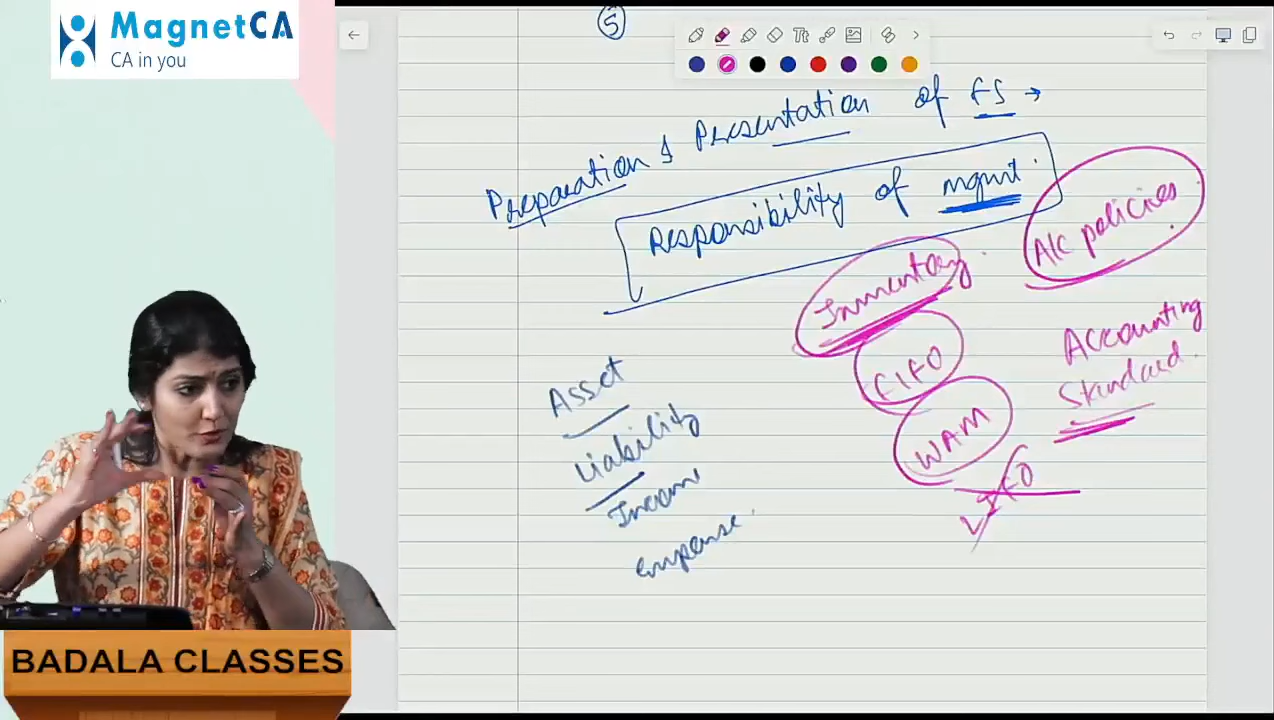 MagnetCA
CA in you
5
Tt
Preparation & Presentation of FS →
Responsibility of mgmt.
A/C policies
Inventory
FIFO
WAM
LIFO
Accounting
Standard.
Asset
Liability
Income
expense
BADALA CLASSES